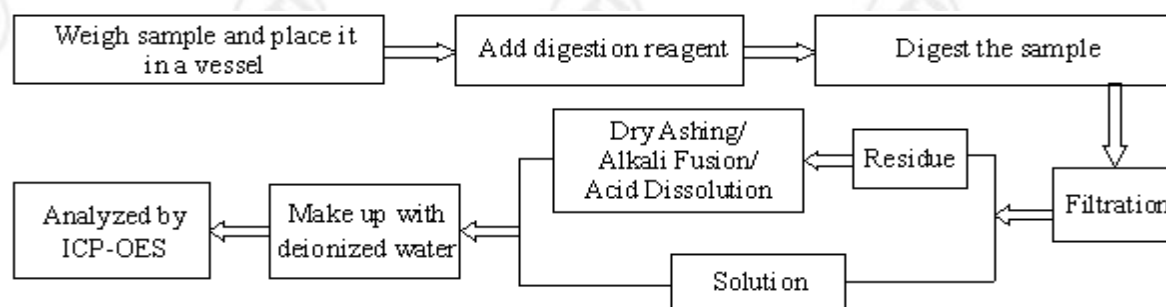 Weigh sample and place it
in a vessel
Add digestion reagent
Digest the sample
Filtration
Residue
Dry Ashing/
Alkali Fusion/
Acid Dissolution
Solution
Make up with
deionized water
Analyzed by
ICP-OES